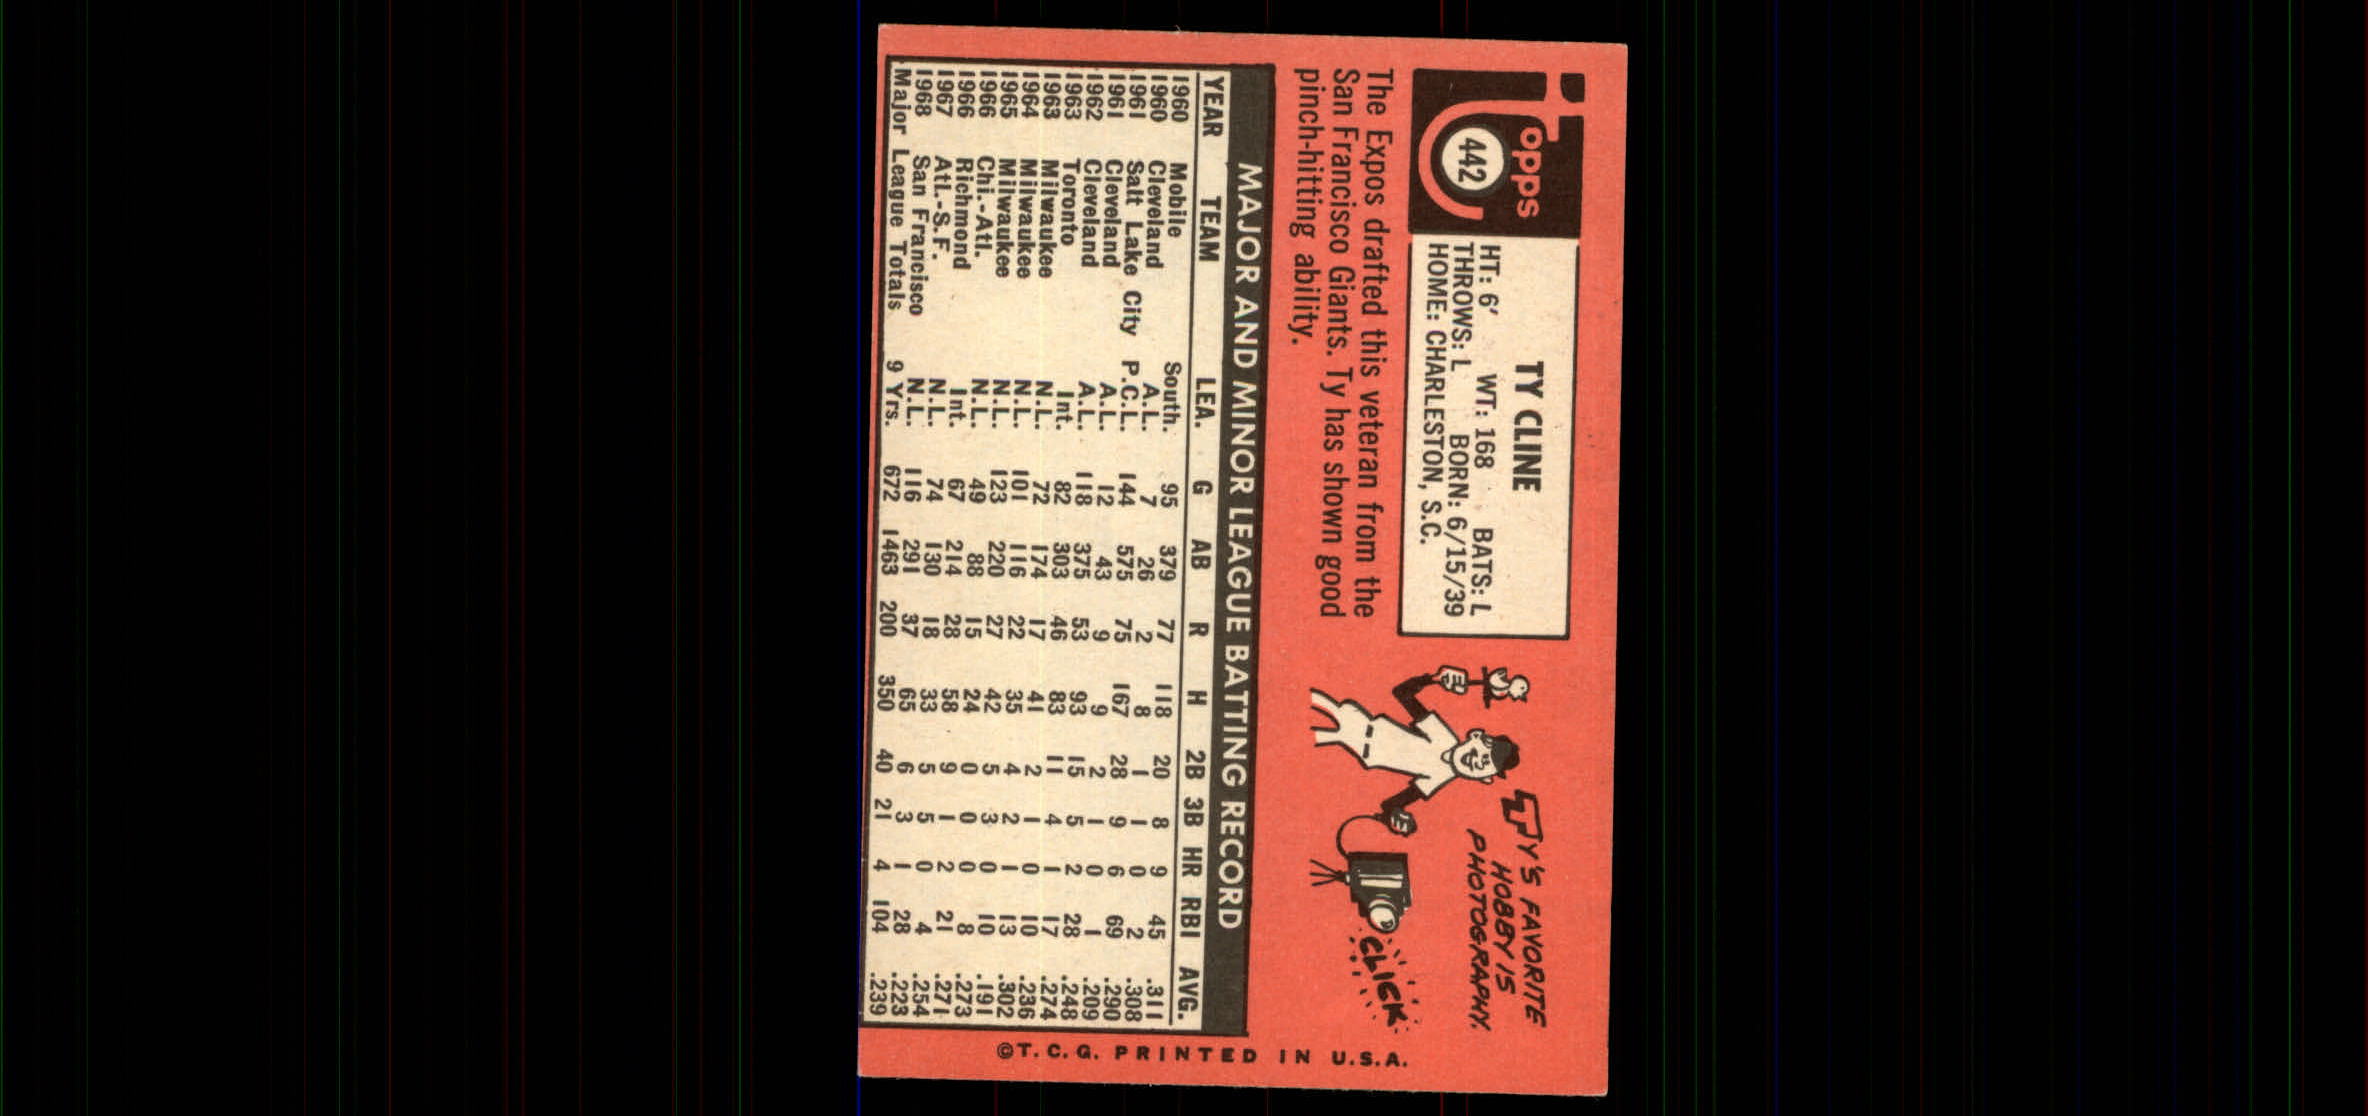 Topps
442
TY CLINE
HT: 6' WT: 168 BATS: L
THROWS: L BORN: 6/15/39
HOME: CHARLESTON, S.C.
TY'S FAVORITE
HOBBY IS
PHOTOGRAPHY.
CLICK
The Expos drafted this veteran from the
San Francisco Giants. Ty has shown good
pinch-hitting ability.
MAJOR AND MINOR LEAGUE BATTING RECORD
YEAR TEAM LEA. G AB R H 2B 3B HR RBI AVG.
1960 Mobile South. 95 379 77 118 20 8 9 45 .311
1960 Cleveland A.L. 7 26 2 8 1 1 0 2 .308
1961 Salt Lake City P.C.L. 144 575 75 167 28 9 6 69 .290
1961 Cleveland A.L. 12 43 9 9 2 1 0 1 .209
1962 Cleveland A.L. 118 375 53 93 15 5 2 28 .248
1963 Toronto Int. 82 303 46 83 11 4 1 17 .274
1963 Milwaukee N.L. 72 174 17 41 2 1 0 10 .236
1964 Milwaukee N.L. 101 116 22 35 4 2 1 13 .302
1965 Milwaukee N.L. 123 220 27 42 5 3 0 10 .191
1966 Chi.-Atl. N.L. 49 88 15 24 0 0 0 8 .273
1966 Richmond Int. 67 214 28 58 9 1 2 21 .271
1967 Atl.-S.F. N.L. 74 130 18 33 5 5 0 4 .254
1968 San Francisco N.L. 116 291 37 65 6 3 1 28 .223
Major League Totals 9 Yrs. 672 1463 200 350 40 21 4 104 .239
©T.C.G. PRINTED IN U.S.A.